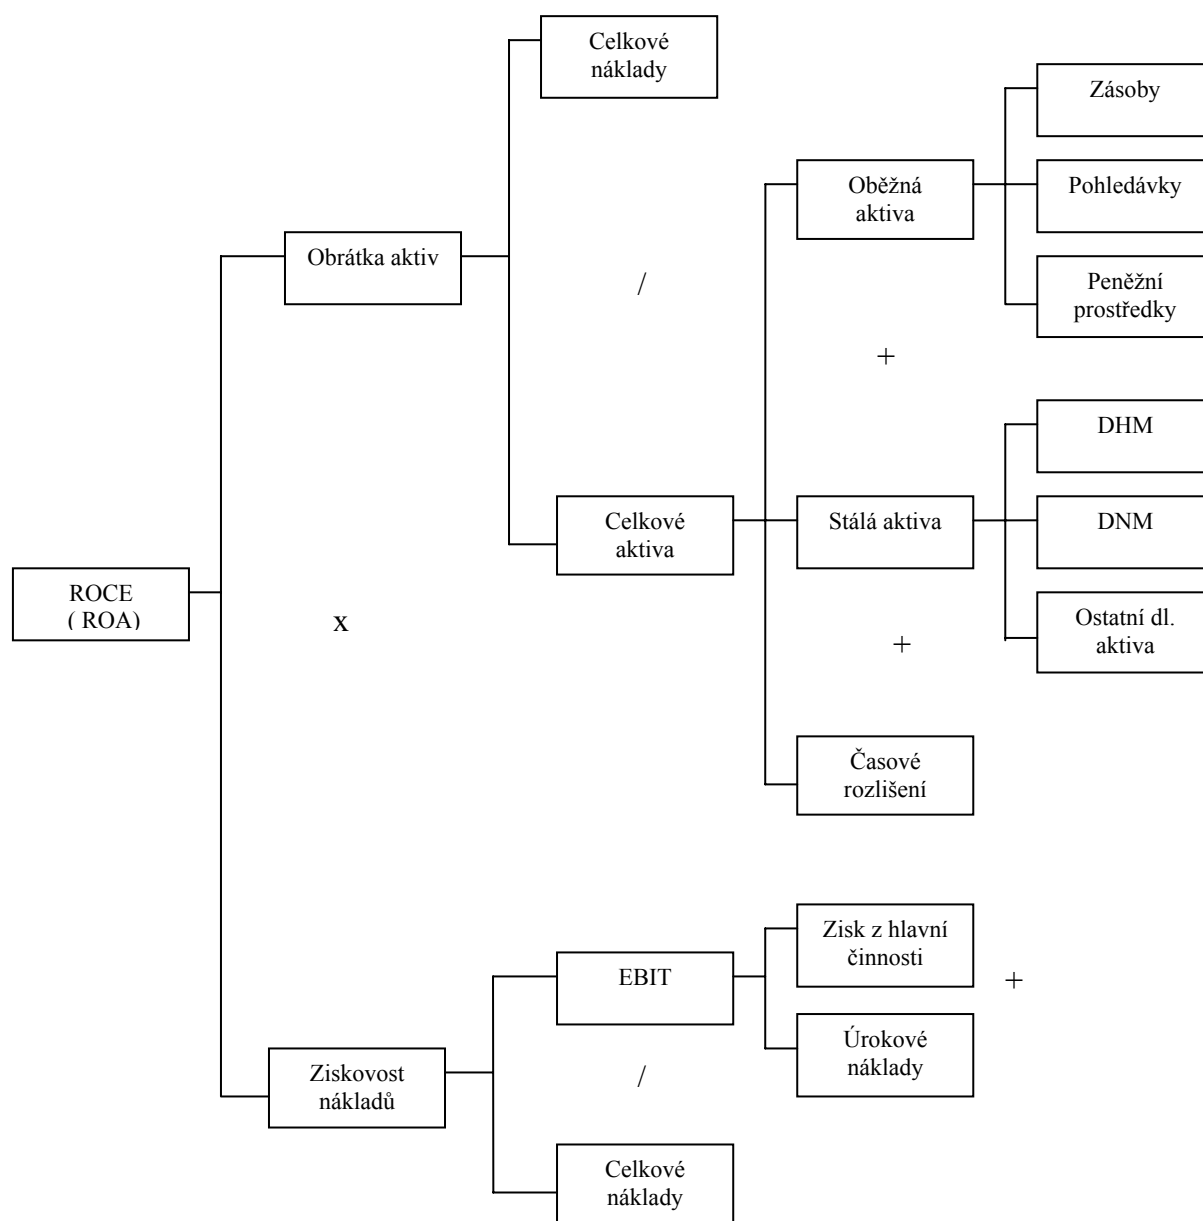 Celkové
náklady
Zásoby
Oběžná
aktiva
Pohledávky
Obrátka aktiv
/
Peněžní
prostředky
+
DHM
Celkové
aktiva
Stálá aktiva
DNM
ROCE
( ROA)
x
+
Ostatní dl.
aktiva
Časové
rozlišení
Zisk z hlavní
činnosti
EBIT
+
Úrokové
náklady
Ziskovost
nákladů
/
Celkové
náklady